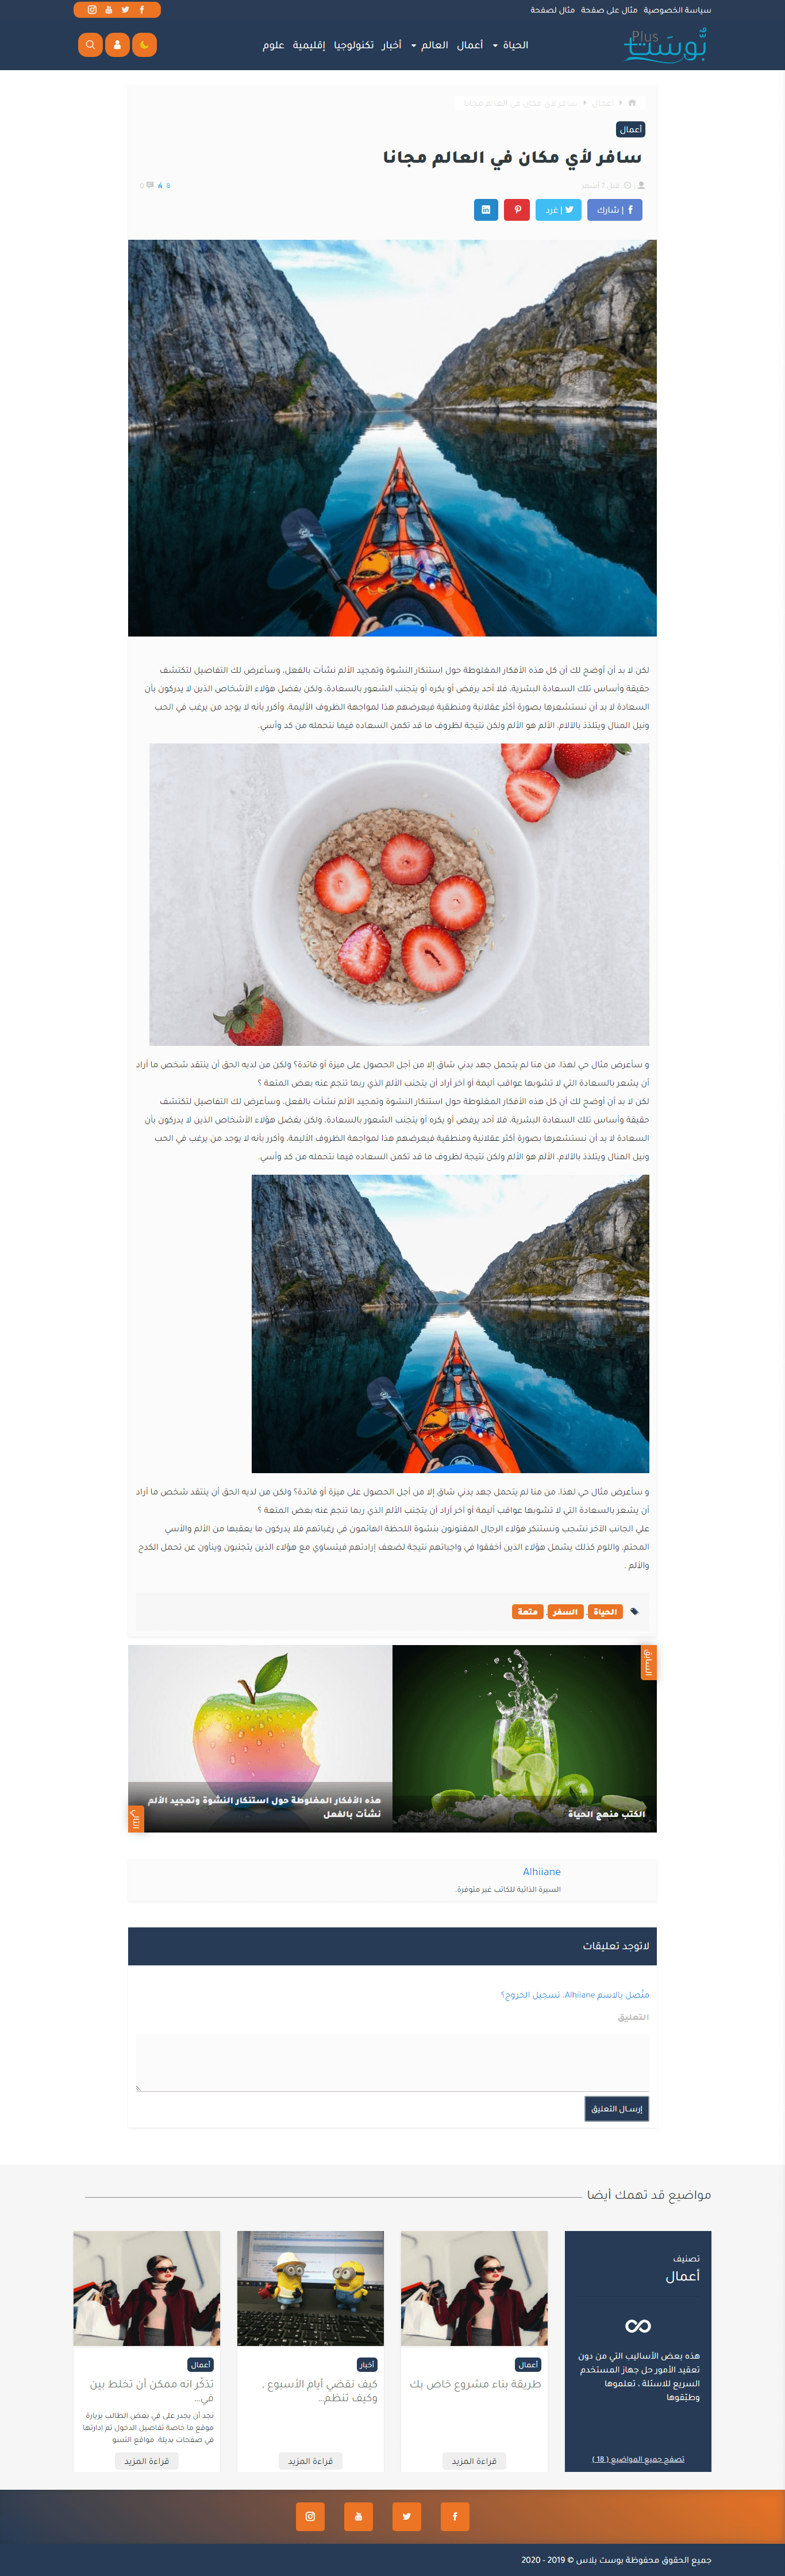 سياسة الخصوصية مثال على صفحة مثال لصفحة
بُّوست Plus
الحياة أعمال العالم أخبار تكنولوجيا إقليمية علوم
أعمال سافر لأي مكان في العالم مجانا
أعمال
سافر لأي مكان في العالم مجانا
| قبل 7 أشهر
8 0
| شارك
| غرد
لكن لا بد أن أوضح لك أن كل هذه الأفكار المغلوطة حول استنكار النشوة وتمجيد الألم نشأت بالفعل، وسأعرض لك التفاصيل لتكتشف
حقيقة وأساس تلك السعادة البشرية، فلا أحد يرفض أو يكره أو يتجنب الشعور بالسعادة، ولكن بفضل هؤلاء الأشخاص الذين لا يدركون بأن
السعادة لا بد أن نستشعرها بصورة أكثر عقلانية ومنطقية فيعرضهم هذا لمواجهة الظروف الأليمة، وأكرر بأنه لا يوجد من يرغب في الحب
ونيل المنال ويتلذذ بالآلام، الألم هو الألم ولكن نتيجة لظروف ما قد تكمن السعاده فيما نتحمله من كد وأسي.
و سأعرض مثال حي لهذا، من منا لم يتحمل جهد بدني شاق إلا من أجل الحصول على ميزة أو فائدة؟ ولكن من لديه الحق أن ينتقد شخص ما أراد
أن يشعر بالسعادة التي لا تشوبها عواقب أليمة أو آخر أراد أن يتجنب الألم الذي ربما تنجم عنه بعض المتعة ؟
لكن لا بد أن أوضح لك أن كل هذه الأفكار المغلوطة حول استنكار النشوة وتمجيد الألم نشأت بالفعل، وسأعرض لك التفاصيل لتكتشف
حقيقة وأساس تلك السعادة البشرية، فلا أحد يرفض أو يكره أو يتجنب الشعور بالسعادة، ولكن بفضل هؤلاء الأشخاص الذين لا يدركون بأن
السعادة لا بد أن نستشعرها بصورة أكثر عقلانية ومنطقية فيعرضهم هذا لمواجهة الظروف الأليمة، وأكرر بأنه لا يوجد من يرغب في الحب
ونيل المنال ويتلذذ بالآلام، الألم هو الألم ولكن نتيجة لظروف ما قد تكمن السعاده فيما نتحمله من كد وأسي.
و سأعرض مثال حي لهذا، من منا لم يتحمل جهد بدني شاق إلا من أجل الحصول على ميزة أو فائدة؟ ولكن من لديه الحق أن ينتقد شخص ما أراد
أن يشعر بالسعادة التي لا تشوبها عواقب أليمة أو آخر أراد أن يتجنب الألم الذي ربما تنجم عنه بعض المتعة ؟
علي الجانب الآخر نشجب ونستنكر هؤلاء الرجال المفتونون بنشوة اللحظة الهائمون في رغباتهم فلا يدركون ما يعقبها من الألم والأسي
المحتم، واللوم كذلك يشمل هؤلاء الذين أخفقوا في واجباتهم نتيجة لضعف إرادتهم فيتساوي مع هؤلاء الذين يتجنبون وينأون عن تحمل الكدح
والألم .
الحياة السفر متعة
السابق
الكتب منهج الحياة
هذه الأفكار المغلوطة حول استنكار النشوة وتمجيد الألم
نشأت بالفعل
التالي
Alhiiane
السيرة الذاتية للكاتب غير متوفرة.
لاتوجد تعليقات
متّصل بالاسم Alhiiane. تسجيل الخروج؟
التعليق
إرسـال التعليق
مواضيع قد تهمك أيضا
تصنيف
أعمال
هذه بعض الأساليب التي من دون
تعقيد الأمور حل جهاز المستخدم
السريع للاسئلة ، تعلموها
وطبّقوها
تصفح جميع المواضيع ( 18 )
أعمال
طريقة بناء مشروع خاص بك
قراءة المزيد
أخبار
كيف نقضي أيام الأسبوع ,
وكيف تنظم…
قراءة المزيد
أعمال
تذكّر انه ممكن أن تخلط بين
في…
نجد أن يجدر على في بعض الطالب بزيارة
موقع ما خاصة تفاصيل الدخول تم إدارتها
في صفحات بديلة. مواقع التسو
قراءة المزيد
جميع الحقوق محفوظة بوست بلاس © 2019 - 2020